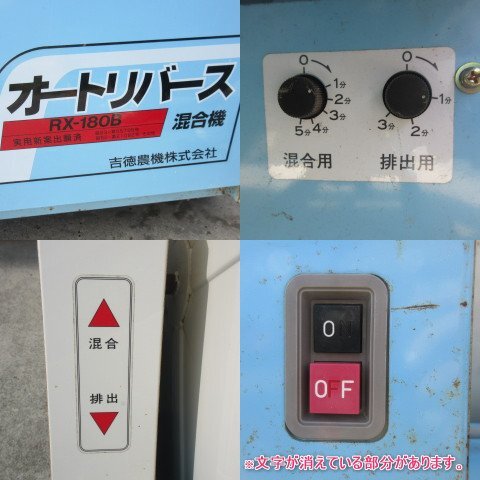 オートリバース
RX-180B
実用新案出願済
混合機
吉徳農機株式会社
0
1分
2分
3分
4分
5分
混合用
0
1分
2分
3分
排出用
混合
排出
ON
OFF
※文字が消えている部分があります。